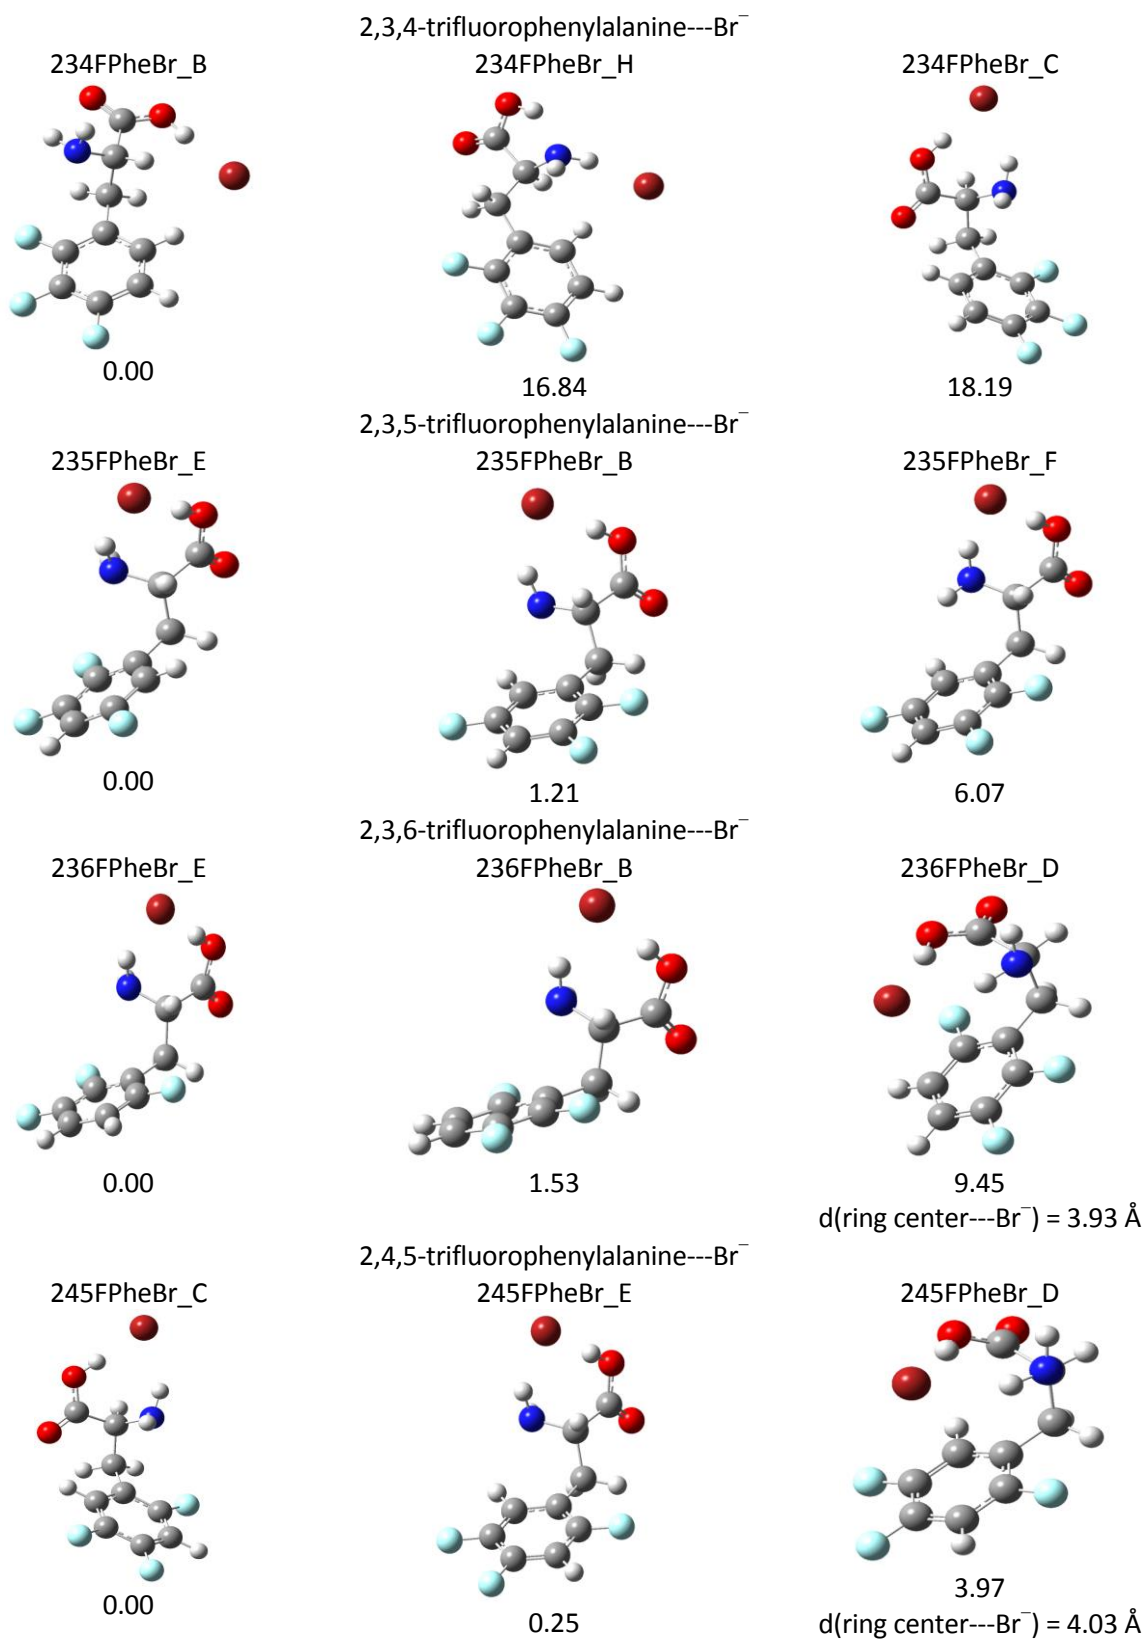 2,3,4-trifluorophenylalanine---Br⁻
234FPheBr_B 234FPheBr_H 234FPheBr_C
0.00 16.84 18.19
2,3,5-trifluorophenylalanine---Br⁻
235FPheBr_E 235FPheBr_B 235FPheBr_F
0.00 1.21 6.07
2,3,6-trifluorophenylalanine---Br⁻
236FPheBr_E 236FPheBr_B 236FPheBr_D
0.00 1.53 9.45
d(ring center---Br⁻) = 3.93 Å
2,4,5-trifluorophenylalanine---Br⁻
245FPheBr_C 245FPheBr_E 245FPheBr_D
0.00 0.25 3.97
d(ring center---Br⁻) = 4.03 Å